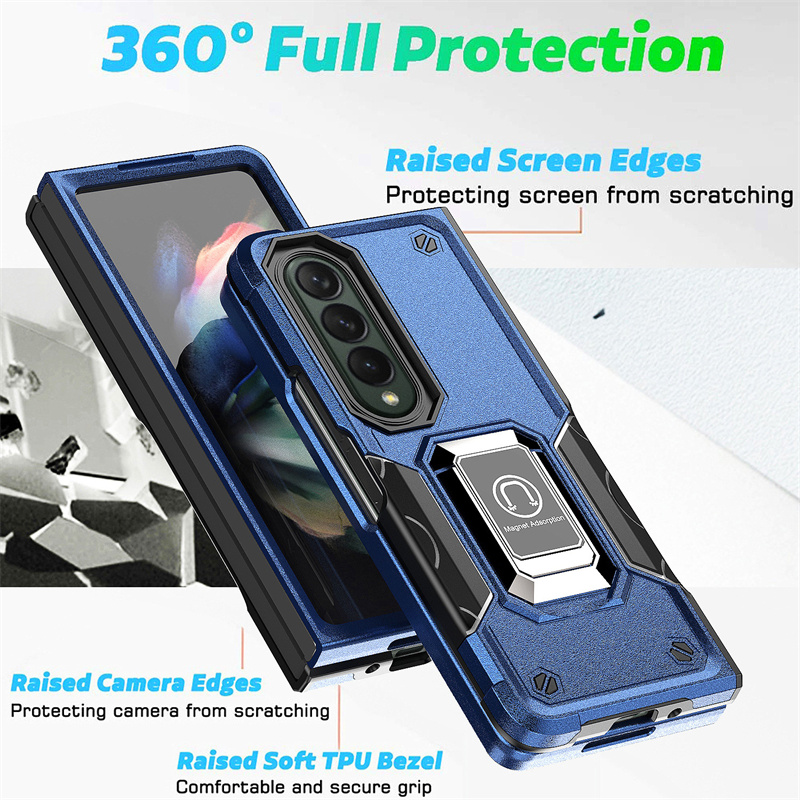 360° Full Protection
Raised Screen Edges
Protecting screen from scratching
Magnet Adsorption
Raised Camera Edges
Protecting camera from scratching
Raised Soft TPU Bezel
Comfortable and secure grip